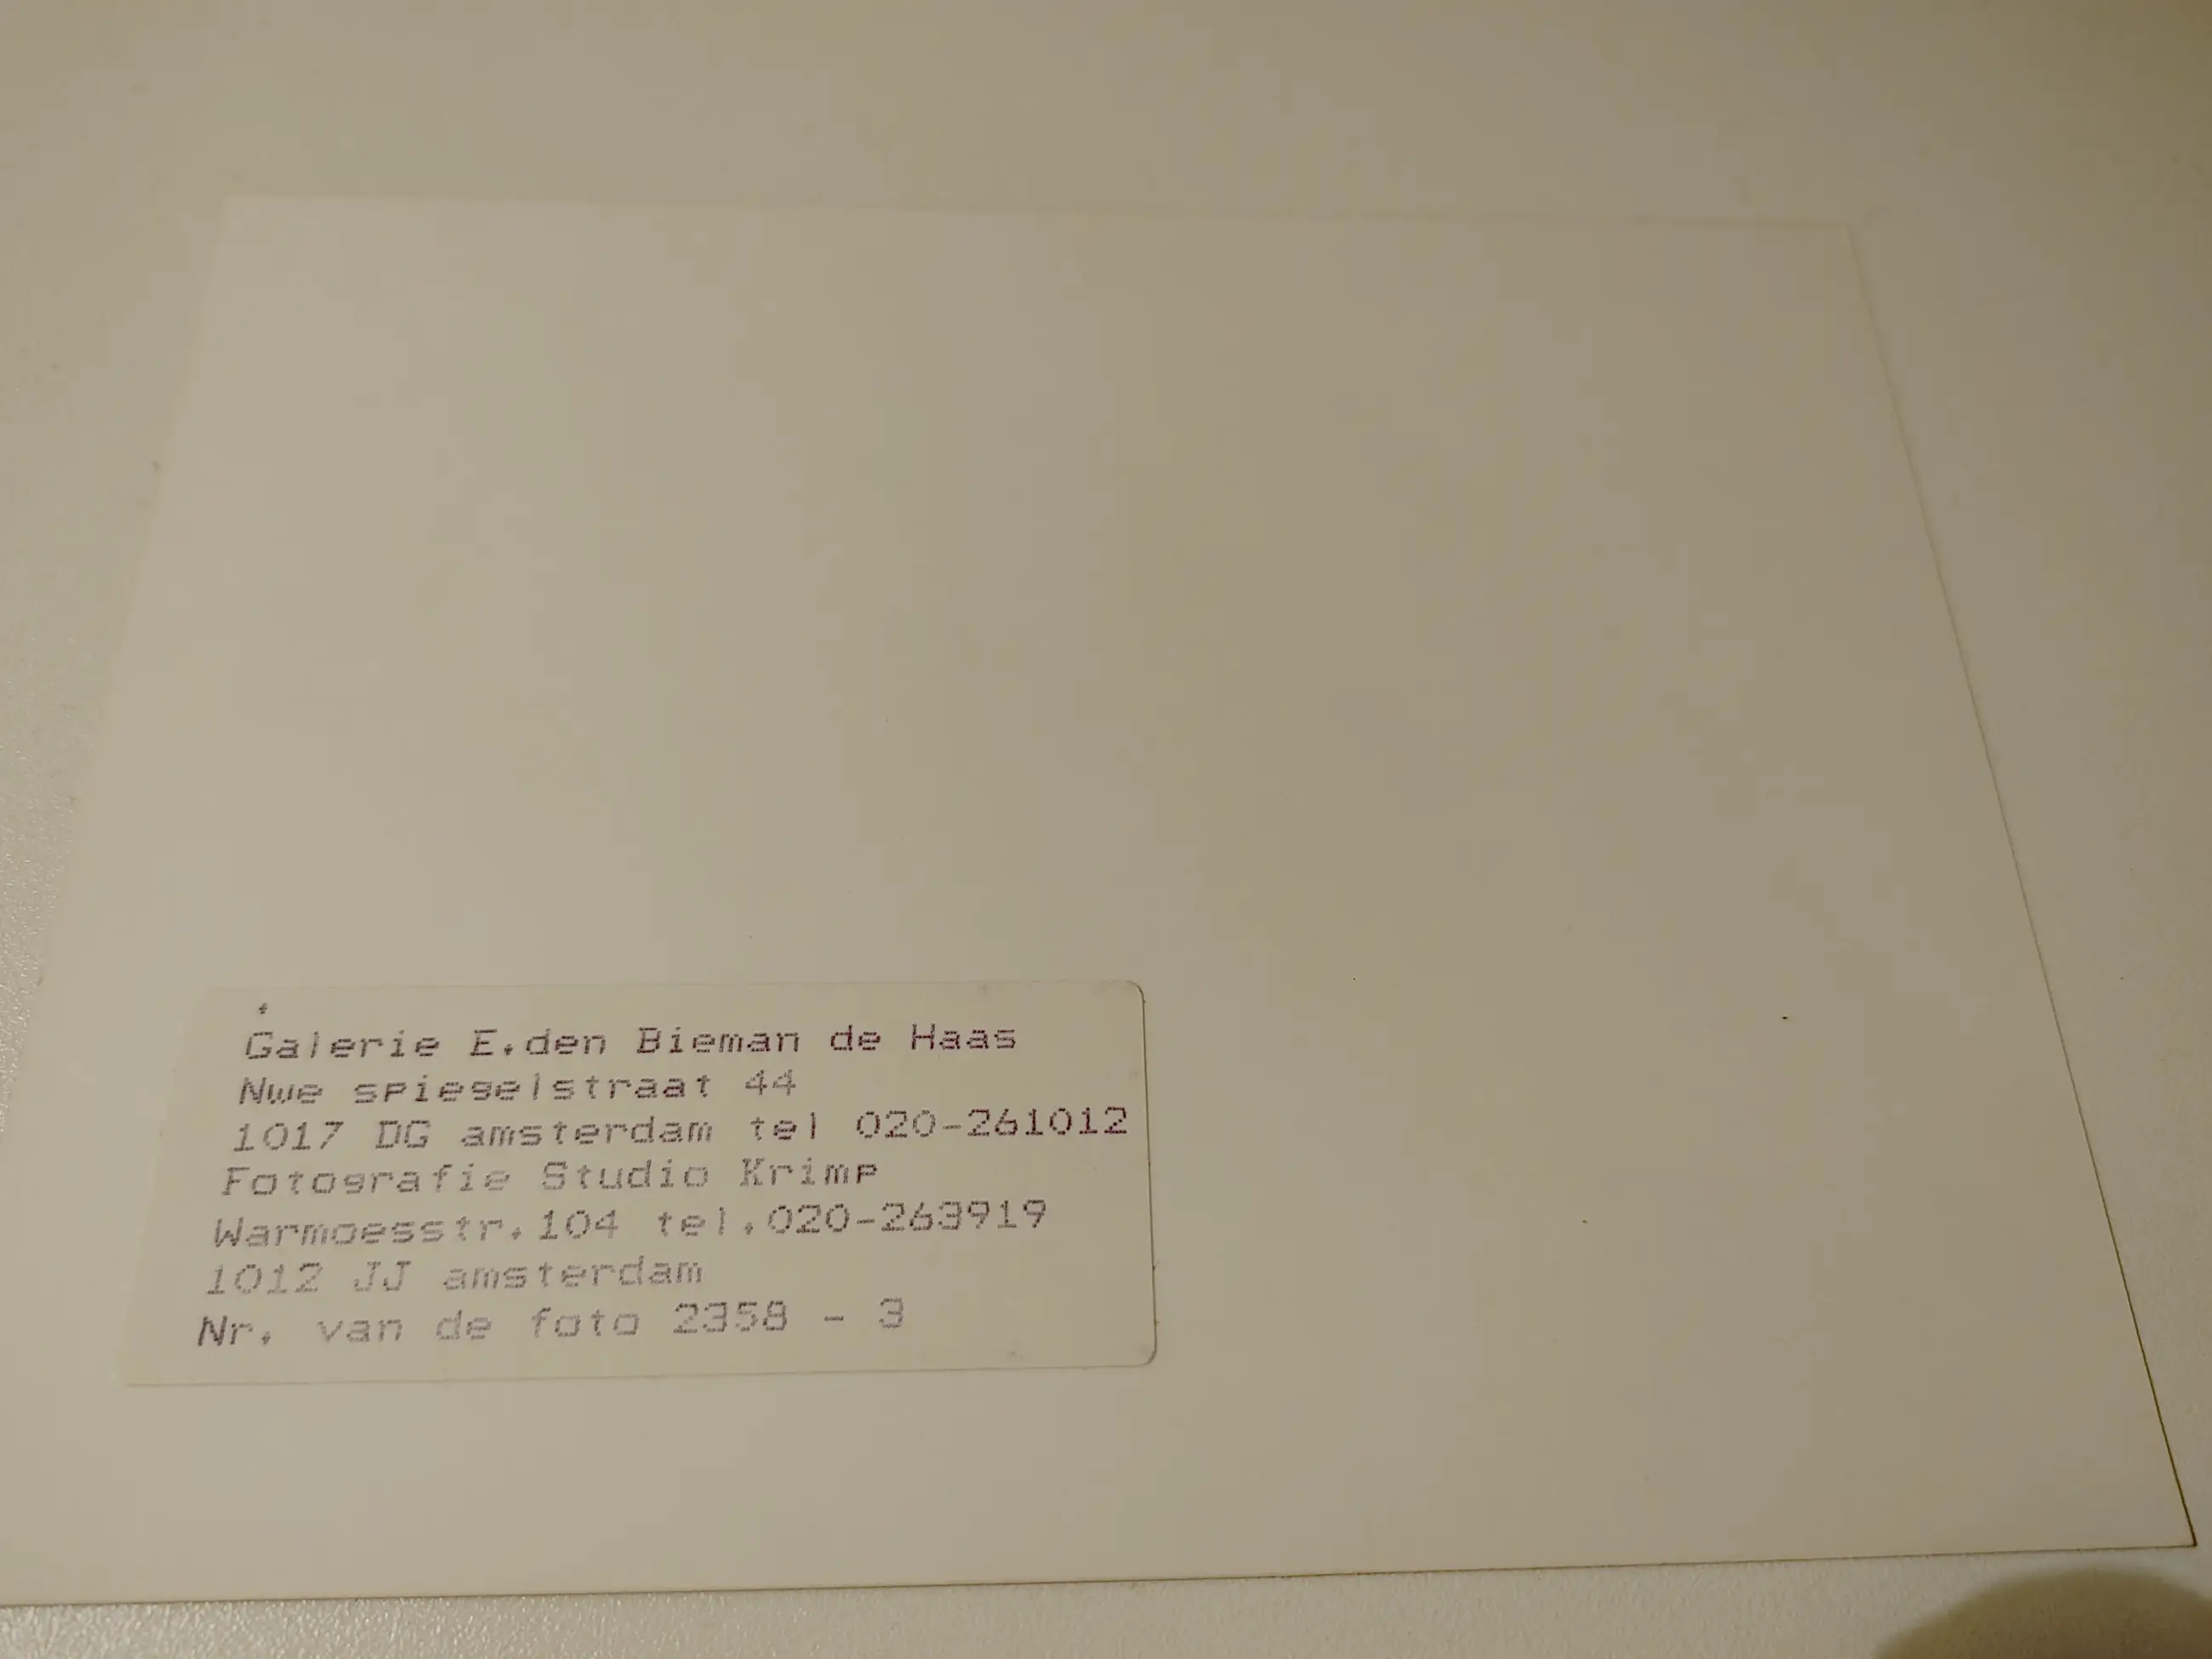 Galerie E.den Bieman de Haas
Nwe spiegelstraat 44
1017 DG amsterdam tel 020-261012
Fotografie Studio Krimp
Warmoesstr.104 tel.020-263919
1012 JJ amsterdam
Nr. van de foto 2358 - 3